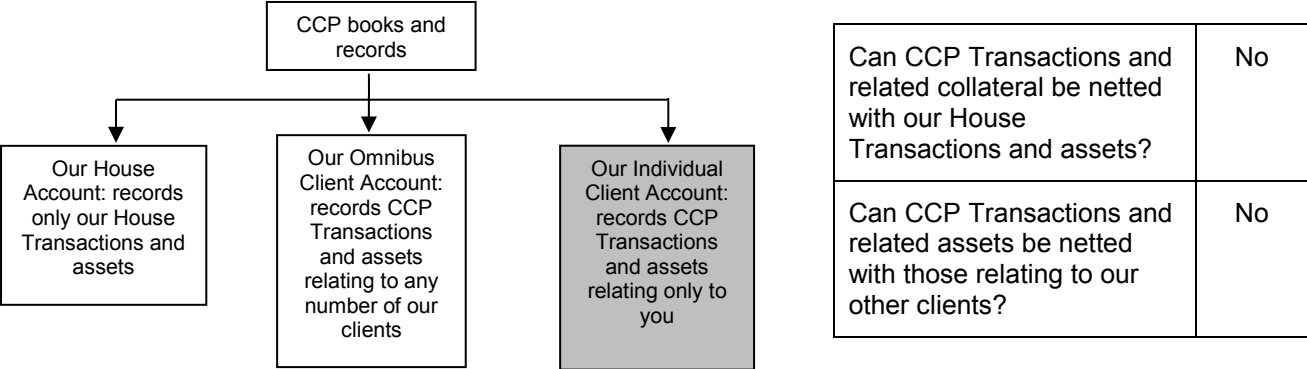 CCP books and
records
Our House
Account: records
only our House
Transactions and
assets
Our Omnibus
Client Account:
records CCP
Transactions
and assets
relating to any
number of our
clients
Our Individual
Client Account:
records CCP
Transactions
and assets
relating only to
you
Can CCP Transactions and
related collateral be netted
with our House
Transactions and assets?
No
Can CCP Transactions and
related assets be netted
with those relating to our
other clients?
No